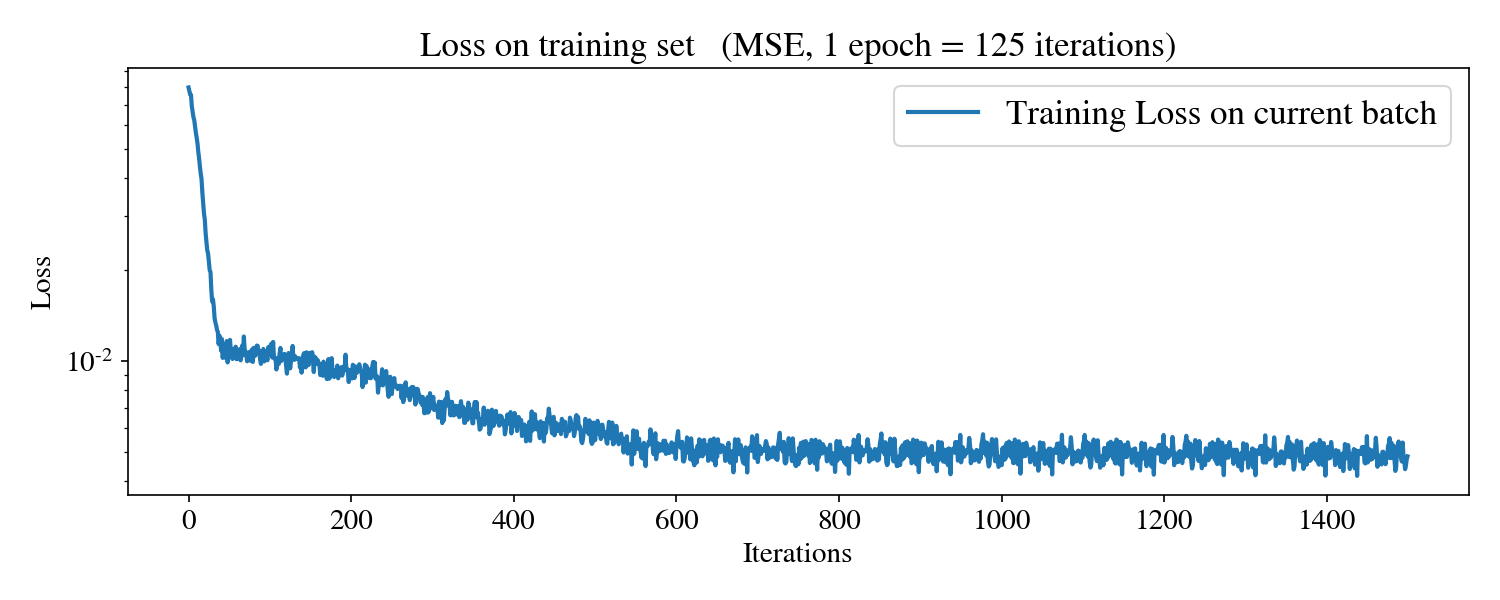 Loss on training set (MSE, 1 epoch = 125 iterations)
Training Loss on current batch
Loss
10-2
0 200 400 600 800 1000 1200 1400
Iterations